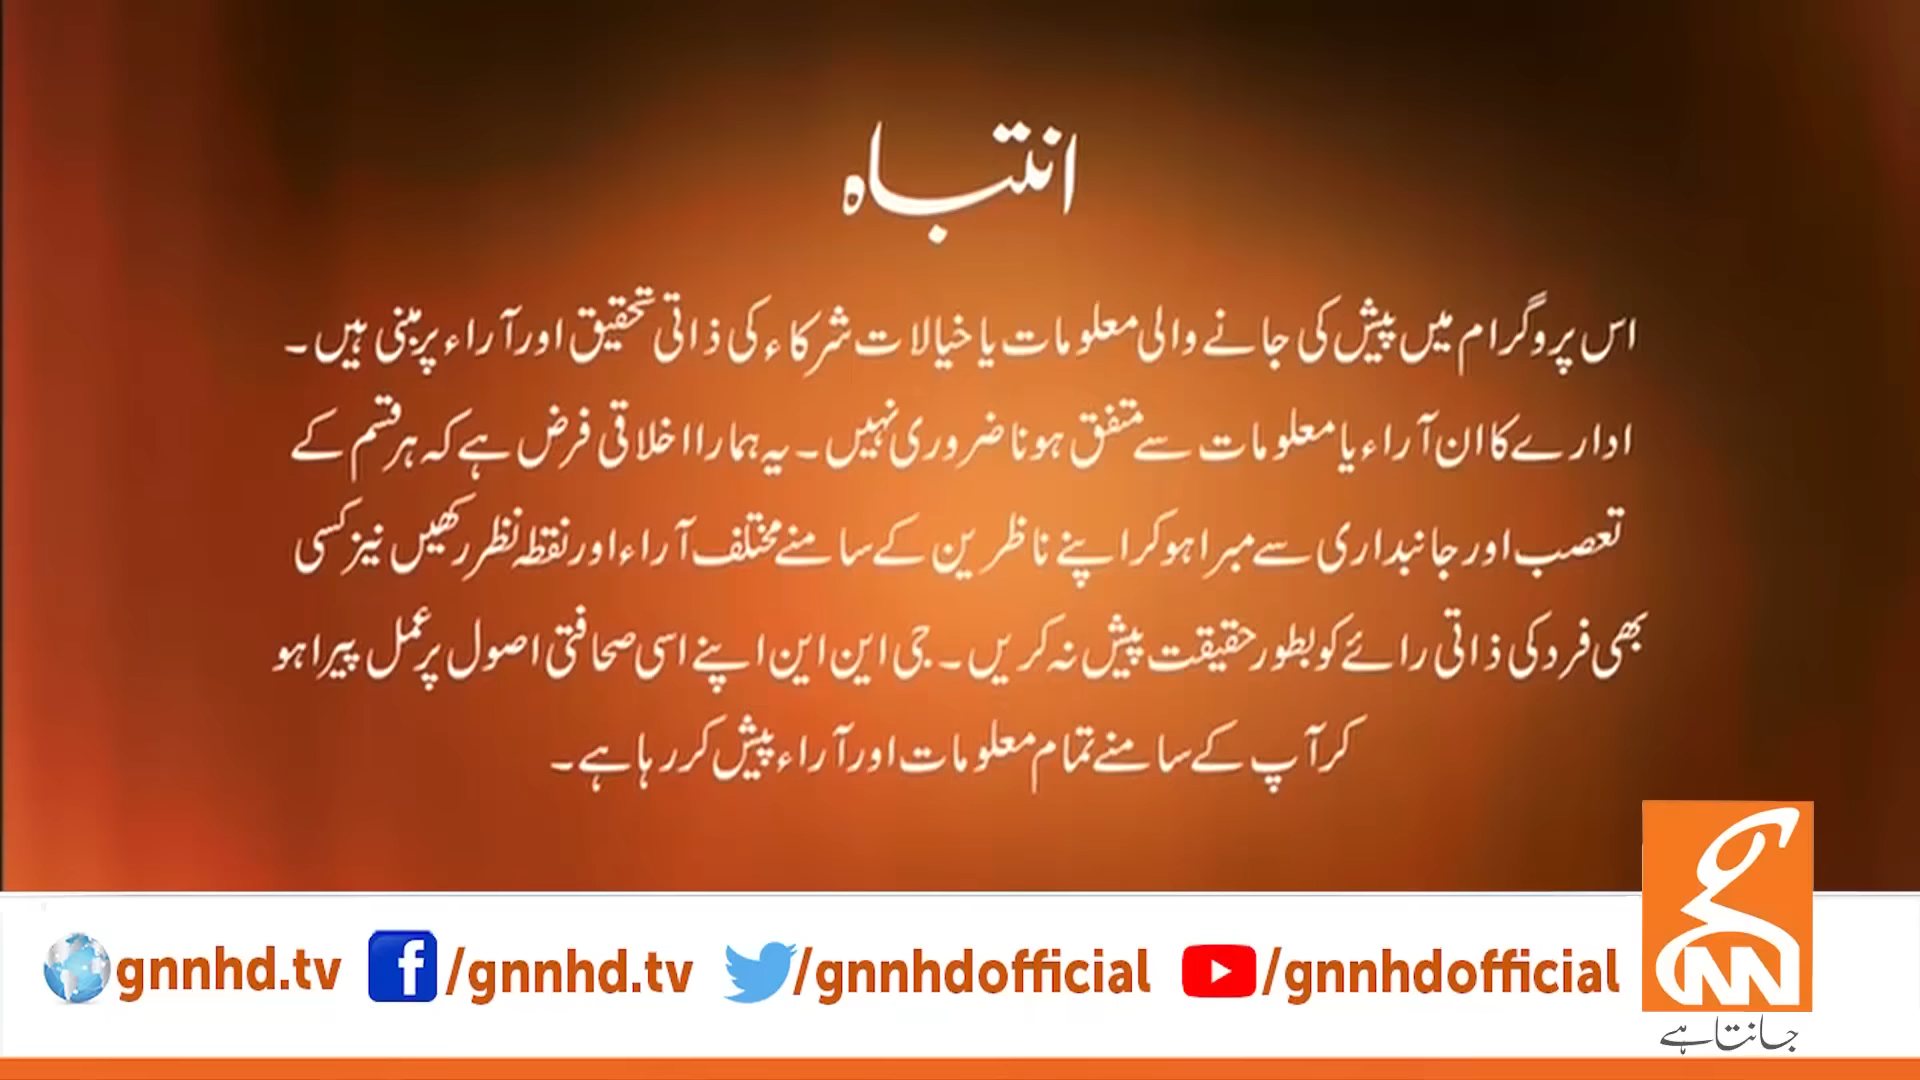 انتباہ
اس پروگرام میں پیش کی جانے والی معلومات یا خیالات شرکاء کی ذاتی تحقیق اور آراء پر مبنی ہیں۔
ادارے کا ان آراء یا معلومات سے متفق ہونا ضروری نہیں۔ یہ ہمارا اخلاقی فرض ہے کہ ہر قسم کے
تعصب اور جانبداری سے مبرا ہو کر اپنے ناظرین کے سامنے مختلف آراء اور نقطہ نظر رکھیں نیز کسی
بھی فرد کی ذاتی رائے کو بطور حقیقت پیش نہ کریں۔ جی این این اپنے اسی صحافتی اصول پر عمل پیرا ہو
کر آپ کے سامنے تمام معلومات اور آراء پیش کر رہا ہے۔
gnnhd.tv f/gnnhd.tv /gnnhdofficial /gnnhdofficial
GNN
جانتا ہے